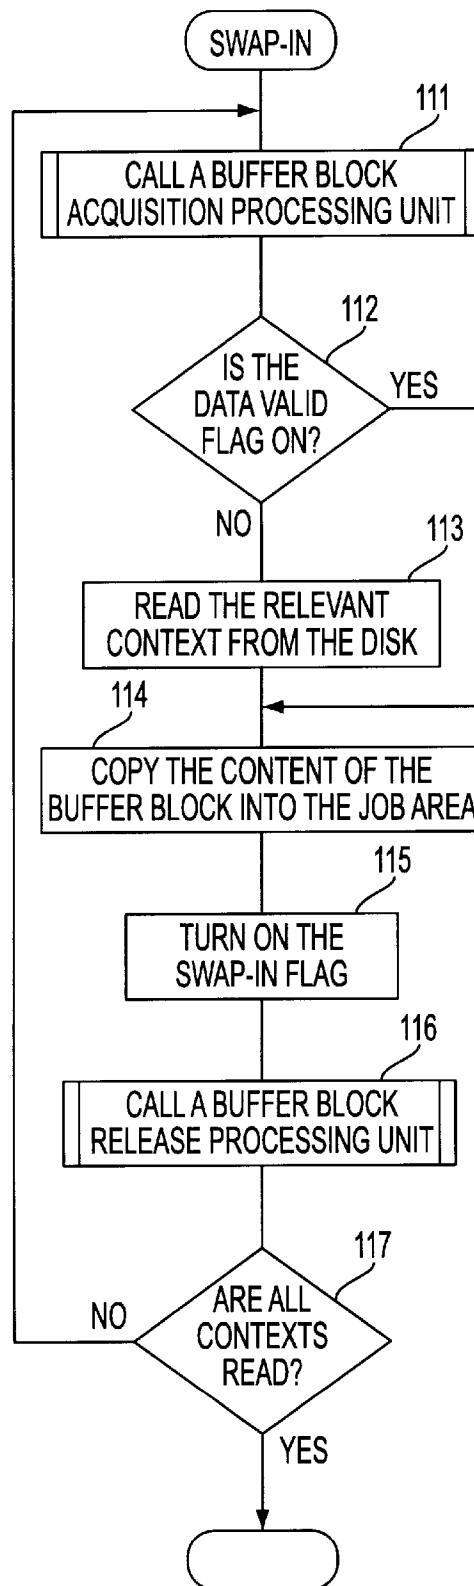 SWAP-IN
111
CALL A BUFFER BLOCK
ACQUISITION PROCESSING UNIT
112
IS THE
DATA VALID
FLAG ON?
YES
NO
113
READ THE RELEVANT
CONTEXT FROM THE DISK
114
COPY THE CONTENT OF THE
BUFFER BLOCK INTO THE JOB AREA
115
TURN ON THE
SWAP-IN FLAG
116
CALL A BUFFER BLOCK
RELEASE PROCESSING UNIT
117
ARE ALL
CONTEXTS
READ?
NO
YES